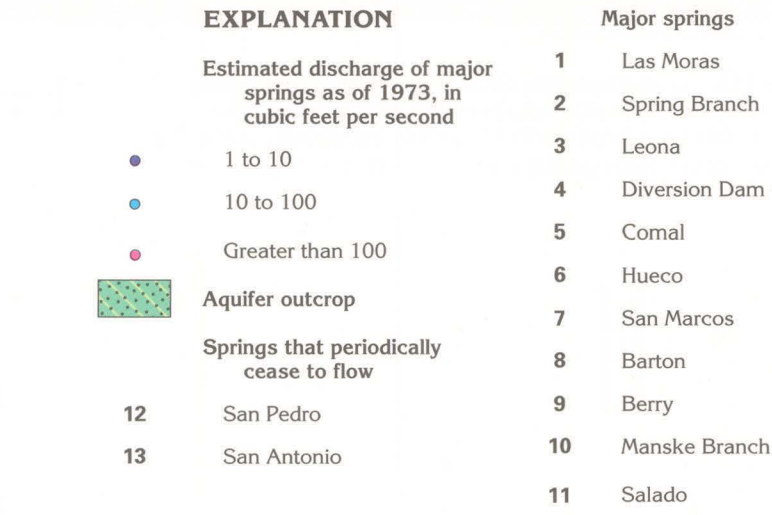 EXPLANATION
Estimated discharge of major
springs as of 1973, in
cubic feet per second
1 to 10
10 to 100
Greater than 100
Aquifer outcrop
Springs that periodically
cease to flow
12 San Pedro
13 San Antonio
Major springs
1 Las Moras
2 Spring Branch
3 Leona
4 Diversion Dam
5 Comal
6 Hueco
7 San Marcos
8 Barton
9 Berry
10 Manske Branch
11 Salado